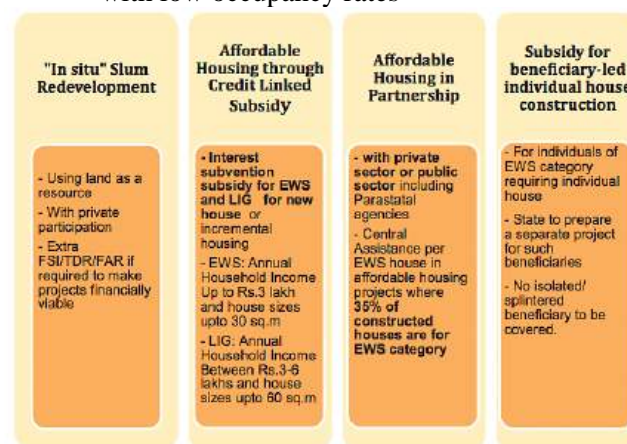 with low occupancy rates
"In situ" Slum
Redevelopment
- Using land as a
resource
- With private
participation
- Extra
FSI/TDR/FAR if
required to make
projects financially
viable
Affordable
Housing through
Credit Linked
Subsidy
- Interest
subvention
subsidy for EWS
and LIG for new
house or
incremental
housing
- EWS: Annual
Household Income
Up to Rs.3 lakh
and house sizes
upto 30 sq.m
- LIG: Annual
Household Income
Between Rs.3-6
lakhs and house
sizes upto 60 sq.m
Affordable
Housing in
Partnership
- with private
sector or public
sector including
Parastatal
agencies
- Central
Assistance per
EWS house in
affordable housing
projects where
35% of
constructed
houses are for
EWS category
Subsidy for
beneficiary-led
individual house
construction
- For individuals of
EWS category
requiring individual
house
- State to prepare
a separate project
for such
beneficiaries
- No isolated/
splintered
beneficiary to be
covered.